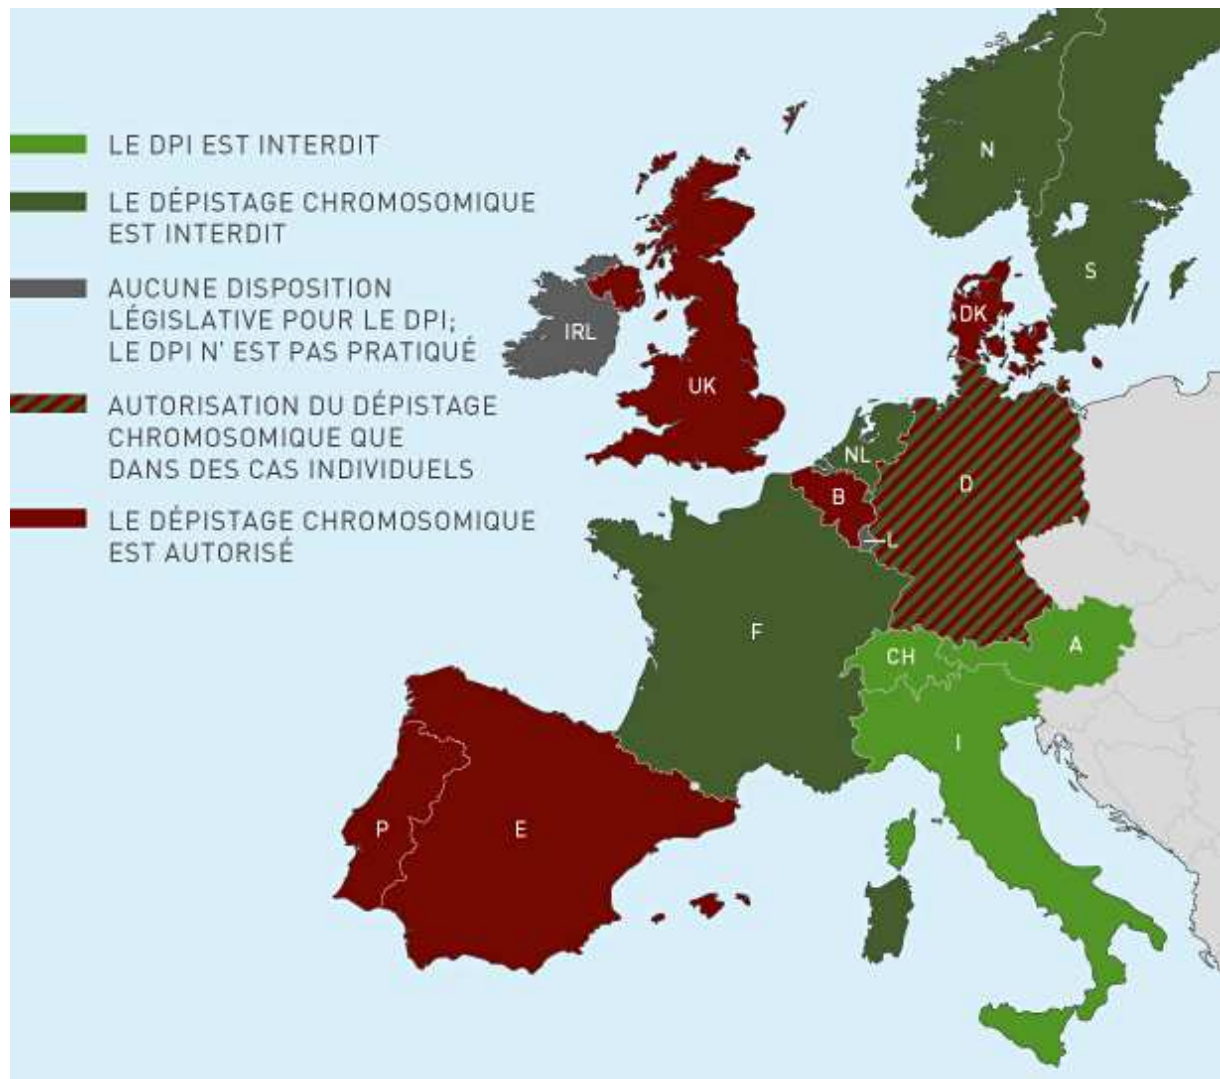 LE DPI EST INTERDIT
LE DÉPISTAGE CHROMOSOMIQUE
EST INTERDIT
AUCUNE DISPOSITION
LÉGISLATIVE POUR LE DPI;
LE DPI N' EST PAS PRATIQUÉ
AUTORISATION DU DÉPISTAGE
CHROMOSOMIQUE QUE
DANS DES CAS INDIVIDUELS
LE DÉPISTAGE CHROMOSOMIQUE
EST AUTORISÉ
N
S
DK
IRL
UK
NL
D
B
L
F
CH
A
I
P
E